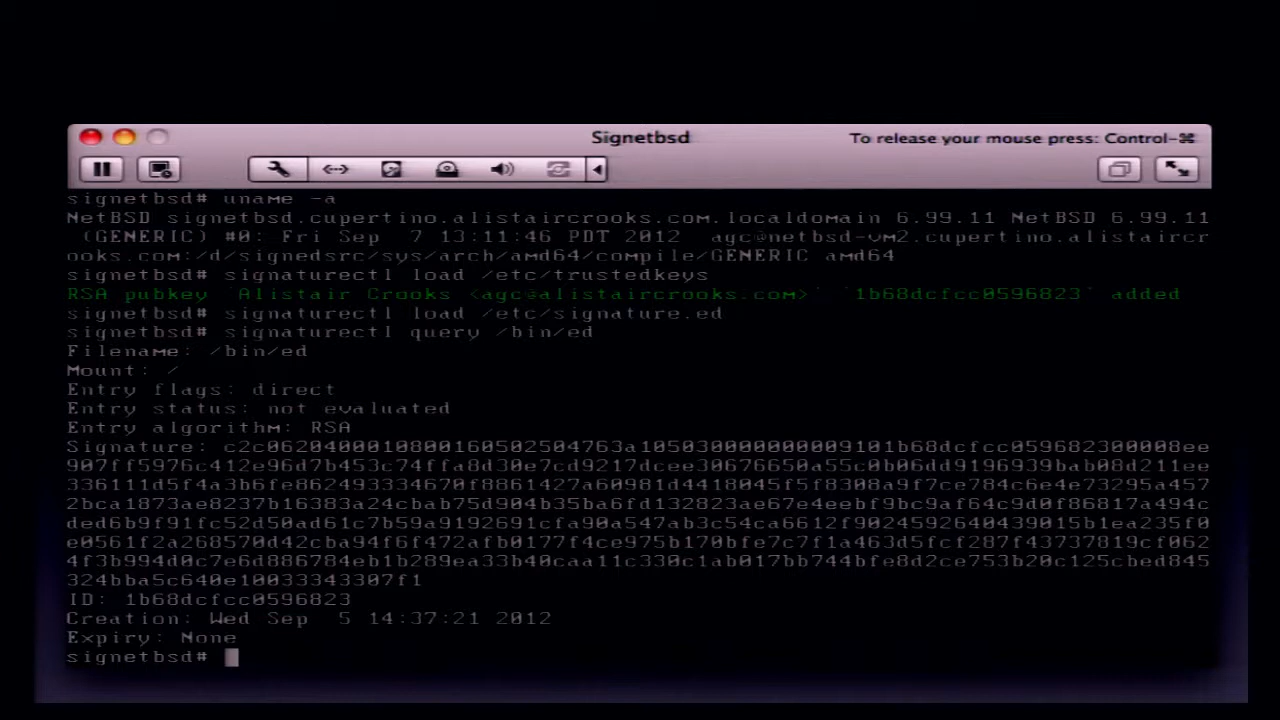 Signetbsd
To release your mouse press: Control-⌘
signetbsd# uname -a
NetBSD signetbsd.cupertino.alistaircrooks.com.localdomain 6.99.11 NetBSD 6.99.11
(GENERIC) #0: Fri Sep 7 13:11:46 PDT 2012 agc@netbsd-vm2.cupertino.alistaircr
ooks.com:/d/signedsrc/sys/arch/amd64/compile/GENERIC amd64
signetbsd# signaturectl load /etc/trustedkeys
RSA pubkey `Alistair Crooks <agc@alistaircrooks.com>' `1b68dcfcc0596823' added
signetbsd# signaturectl load /etc/signature.ed
signetbsd# signaturectl query /bin/ed
Filename: /bin/ed
Mount: /
Entry flags: direct
Entry status: not evaluated
Entry algorithm: RSA
Signature: c2c0620400010800160502504763a105030000000009101b68dcfcc059682300008ee
907ff5976c412e96d7b453c74ffa8d30e7cd9217dcee30676650a55c0b06dd9196939bab08d211ee
336111d5f4a3b6fe862493334670f8861427a60981d4418045f5f8308a9f7ce784c6e4e73295a457
2bca1873ae8237b16383a24cbab75d904b35ba6fd132823ae67e4eebf9bc9af64c9d0f86817a494c
ded6b9f91fc52d50ad61c7b59a9192691cfa90a547ab3c54ca6612f90245926404390​15b1ea235f0
e0561f2a268570d42cba94f6f472afb0177f4ce975b170bfe7c7f1a463d5fcf287f43737819cf062
4f3b994d0c7e6d886784eb1b289ea33b40caa11c330c1ab017bb744bfe8d2ce753b20c125cbed845
324bba5c640e10033343307f1
ID: 1b68dcfcc0596823
Creation: Wed Sep 5 14:37:21 2012
Expiry: None
signetbsd#